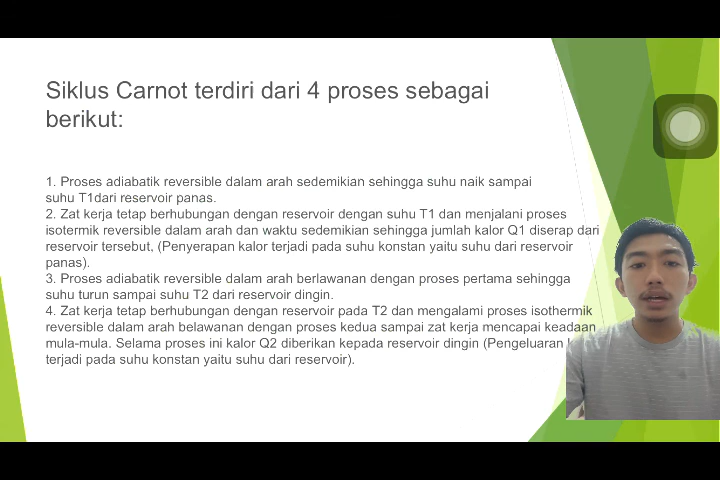 Siklus Carnot terdiri dari 4 proses sebagai
berikut:
1. Proses adiabatik reversible dalam arah sedemikian sehingga suhu naik sampai
suhu T1dari reservoir panas.
2. Zat kerja tetap berhubungan dengan reservoir dengan suhu T1 dan menjalani proses
isotermik reversible dalam arah dan waktu sedemikian sehingga jumlah kalor Q1 diserap dari
reservoir tersebut, (Penyerapan kalor terjadi pada suhu konstan yaitu suhu dari reservoir
panas).
3. Proses adiabatik reversible dalam arah berlawanan dengan proses pertama sehingga
suhu turun sampai suhu T2 dari reservoir dingin.
4. Zat kerja tetap berhubungan dengan reservoir pada T2 dan mengalami proses isothermik
reversible dalam arah belawanan dengan proses kedua sampai zat kerja mencapai keadaan
mula-mula. Selama proses ini kalor Q2 diberikan kepada reservoir dingin (Pengeluaran
terjadi pada suhu konstan yaitu suhu dari reservoir).